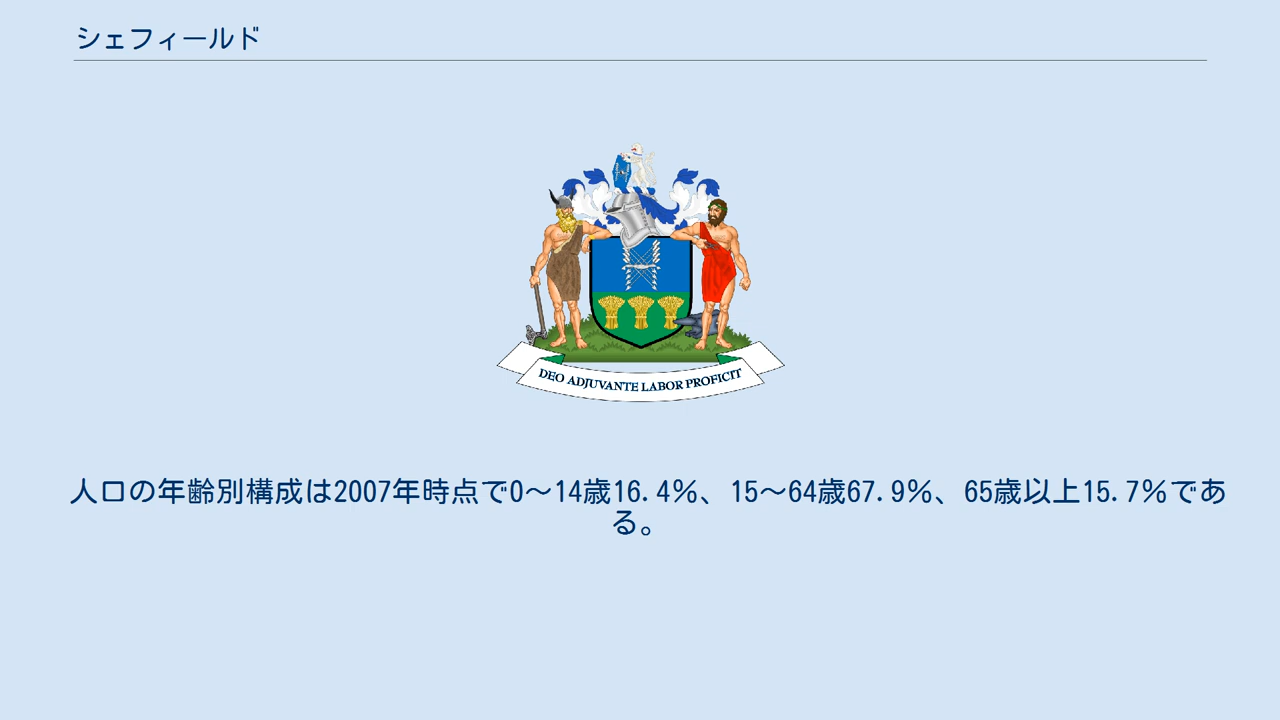 シェフィールド
DEO ADJUVANTE LABOR PROFICIT
人口の年齢別構成は2007年時点で0〜14歳16.4%、15〜64歳67.9%、65歳以上15.7%であ
る。